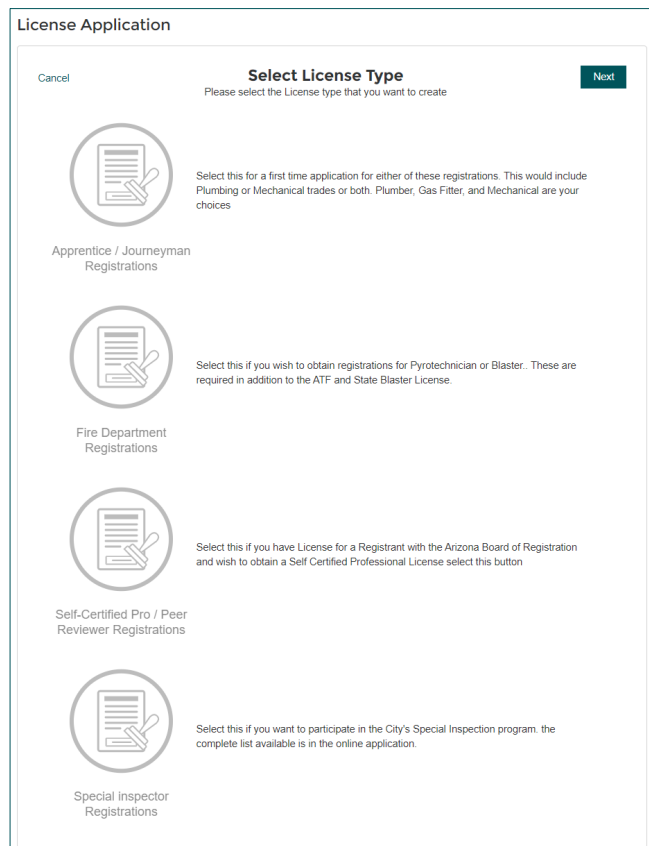 License Application
Cancel
Select License Type
Next
Please select the License type that you want to create
Select this for a first time application for either of these registrations. This would include
Plumbing or Mechanical trades or both. Plumber, Gas Fitter, and Mechanical are your
choices
Apprentice / Journeyman
Registrations
Select this if you wish to obtain registrations for Pyrotechnician or Blaster.. These are
required in addition to the ATF and State Blaster License.
Fire Department
Registrations
Select this if you have License for a Registrant with the Arizona Board of Registration
and wish to obtain a Self Certified Professional License select this button
Self-Certified Pro / Peer
Reviewer Registrations
Select this if you want to participate in the City's Special Inspection program. the
complete list available is in the online application.
Special inspector
Registrations